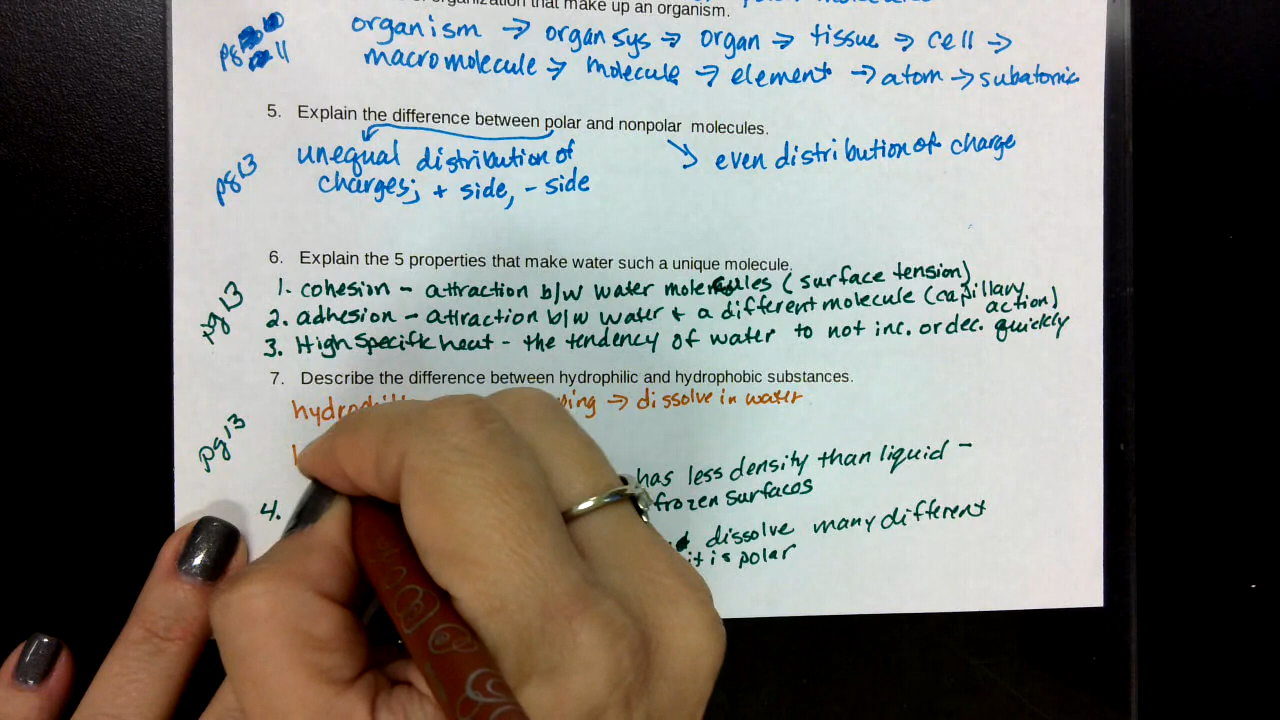 organization that make up an organism.
organism → organ sys → organ → tissue → cell →
pg 11
macromolecule → molecule → element → atom → subatomic
5. Explain the difference between polar and nonpolar molecules.
pg 13
unequal distribution of
→ even distribution of charge
charges; + side, - side
6. Explain the 5 properties that make water such a unique molecule.
pg 13
1. cohesion - attraction b/w water molecules (surface tension)
2. adhesion - attraction b/w water + a different molecule (capillary action)
3. High specific heat - the tendency of water to not inc. or dec. quickly
7. Describe the difference between hydrophilic and hydrophobic substances.
→ dissolve in water
pg 13
has less density than liquid -
frozen surfaces
4.
dissolve many different
it is polar